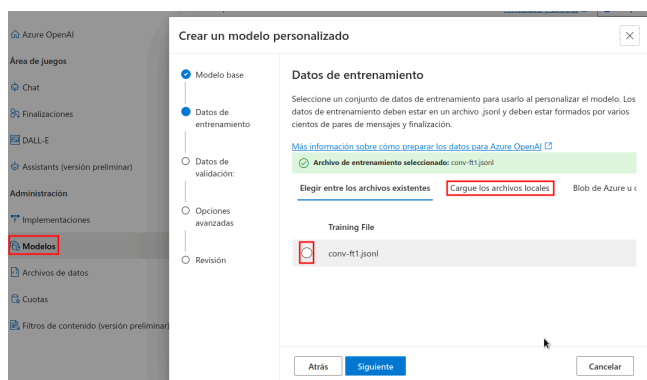 Azure OpenAI
Área de juegos
Chat
Finalizaciones
DALL-E
Assistants (versión preliminar)
Administración
Implementaciones
Modelos
Archivos de datos
Cuotas
Filtros de contenido (versión preliminar)
Crear un modelo personalizado
Modelo base
Datos de
entrenamiento
Datos de
validación:
Opciones
avanzadas
Revisión
Datos de entrenamiento
Seleccione un conjunto de datos de entrenamiento para usarlo al personalizar el modelo. Los
datos de entrenamiento deben estar en un archivo .jsonl y deben estar formados por varios
cientos de pares de mensajes y finalización.
Más información sobre cómo preparar los datos para Azure OpenAI
Archivo de entrenamiento seleccionado: conv-ft1.jsonl
Elegir entre los archivos existentes Cargue los archivos locales Blob de Azure u
Training File
conv-ft1.jsonl
Atrás Siguiente Cancelar